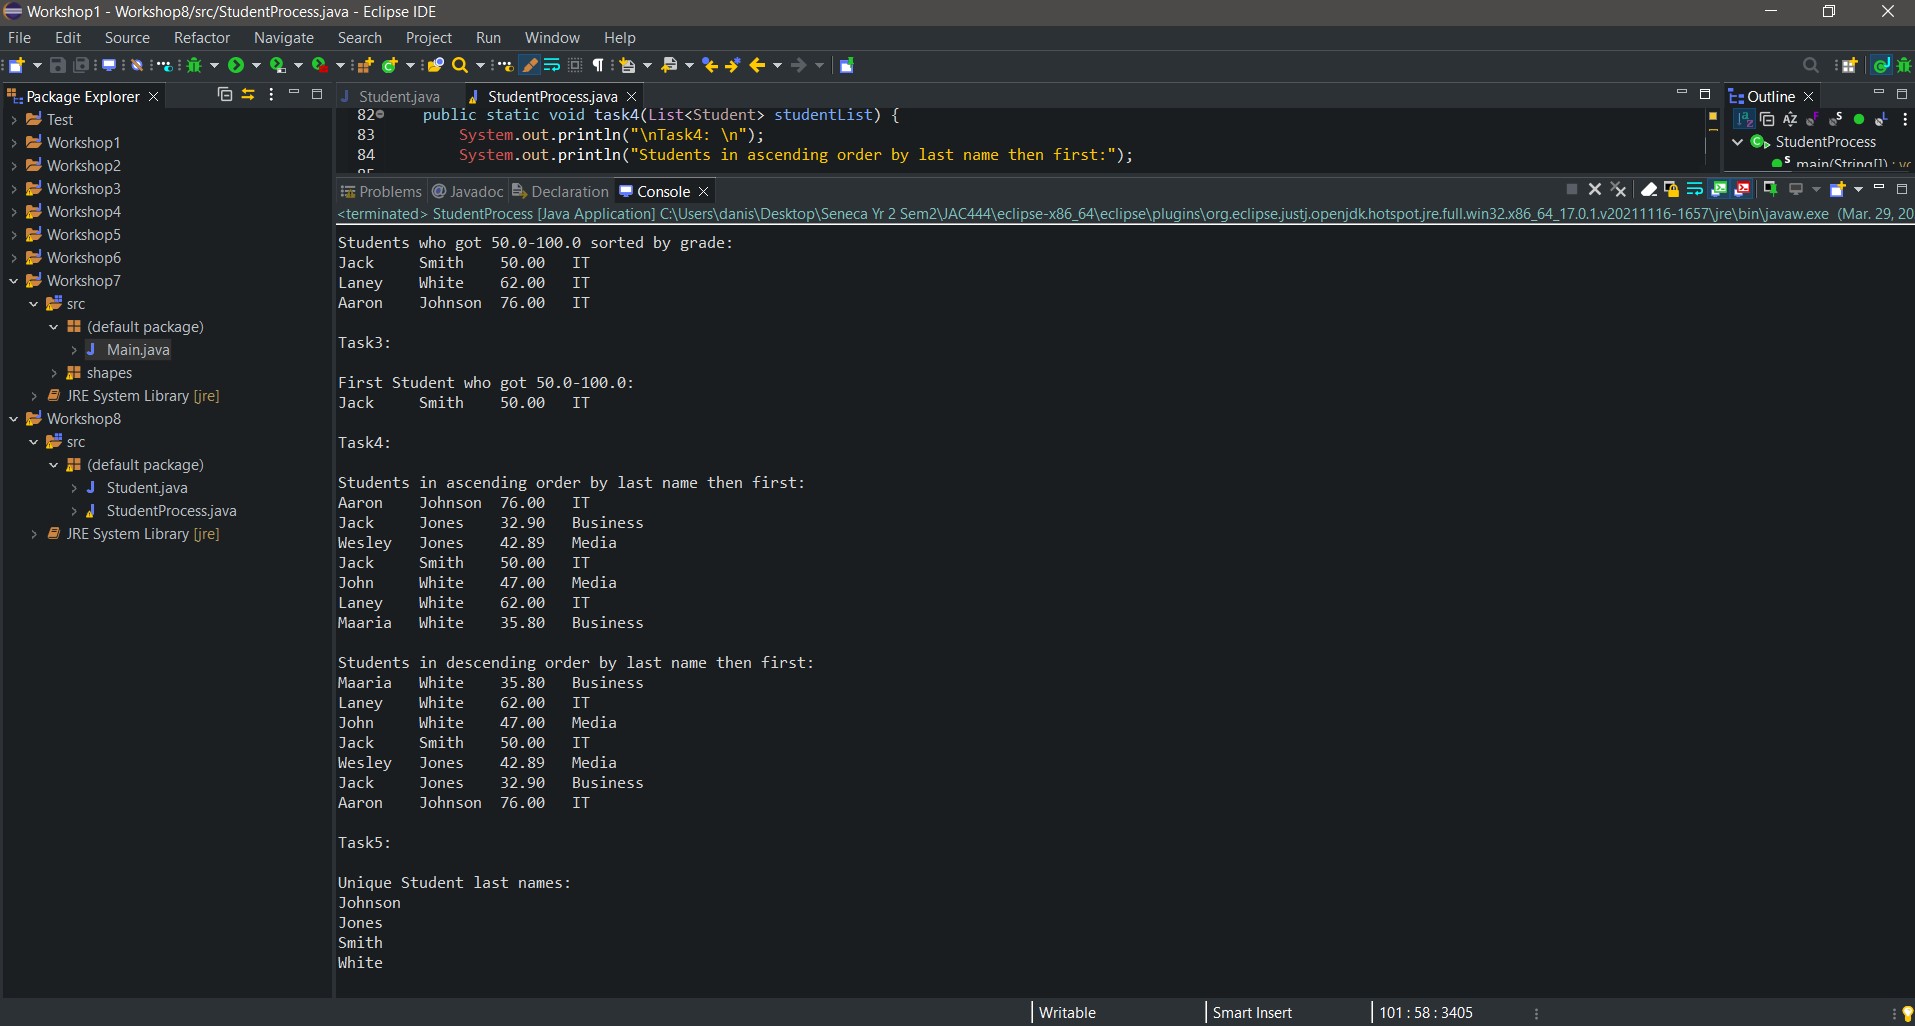 Workshop1 - Workshop8/src/StudentProcess.java - Eclipse IDE
File Edit Source Refactor Navigate Search Project Run Window Help
Package Explorer
Test
Workshop1
Workshop2
Workshop3
Workshop4
Workshop5
Workshop6
Workshop7
src
(default package)
Main.java
shapes
JRE System Library [jre]
Workshop8
src
(default package)
Student.java
StudentProcess.java
JRE System Library [jre]
Student.java StudentProcess.java
82 public static void task4(List<Student> studentList) {
83 System.out.println("\nTask4: \n");
84 System.out.println("Students in ascending order by last name then first:");
Outline
StudentProcess
main(String[]) :
Problems @ Javadoc Declaration Console
<terminated> StudentProcess [Java Application] C:\Users\danis\Desktop\Seneca Yr 2 Sem2\JAC444\eclipse-x86_64\eclipse\plugins\org.eclipse.justj.openjdk.hotspot.jre.full.win32.x86_64_17.0.1.v20211116-1657\jre\bin\javaw.exe (Mar. 29, 20
Students who got 50.0-100.0 sorted by grade:
Jack Smith 50.00 IT
Laney White 62.00 IT
Aaron Johnson 76.00 IT
Task3:
First Student who got 50.0-100.0:
Jack Smith 50.00 IT
Task4:
Students in ascending order by last name then first:
Aaron Johnson 76.00 IT
Jack Jones 32.90 Business
Wesley Jones 42.89 Media
Jack Smith 50.00 IT
John White 47.00 Media
Laney White 62.00 IT
Maaria White 35.80 Business
Students in descending order by last name then first:
Maaria White 35.80 Business
Laney White 62.00 IT
John White 47.00 Media
Jack Smith 50.00 IT
Wesley Jones 42.89 Media
Jack Jones 32.90 Business
Aaron Johnson 76.00 IT
Task5:
Unique Student last names:
Johnson
Jones
Smith
White
Writable Smart Insert 101 : 58 : 3405